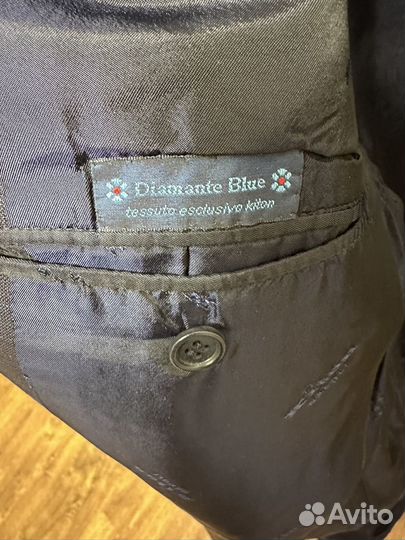 Diamante Blue
tessuto esclusivo kiton
Avito